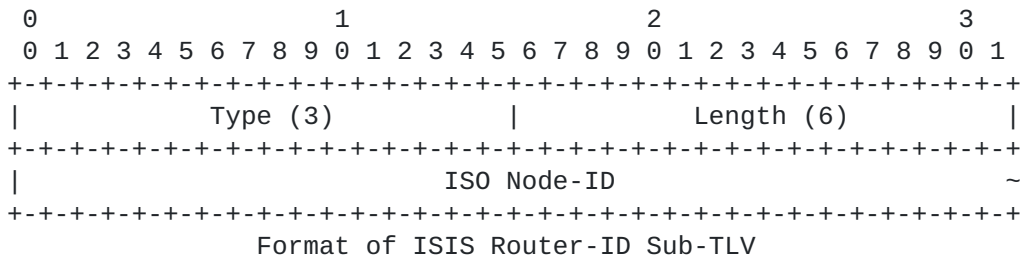 0                   1                   2                   3
 0 1 2 3 4 5 6 7 8 9 0 1 2 3 4 5 6 7 8 9 0 1 2 3 4 5 6 7 8 9 0 1
+-+-+-+-+-+-+-+-+-+-+-+-+-+-+-+-+-+-+-+-+-+-+-+-+-+-+-+-+-+-+-+-+
|            Type (3)           |           Length (6)          |
+-+-+-+-+-+-+-+-+-+-+-+-+-+-+-+-+-+-+-+-+-+-+-+-+-+-+-+-+-+-+-+-+
|                           ISO Node-ID                         ~
+-+-+-+-+-+-+-+-+-+-+-+-+-+-+-+-+-+-+-+-+-+-+-+-+-+-+-+-+-+-+-+-+
                Format of ISIS Router-ID Sub-TLV